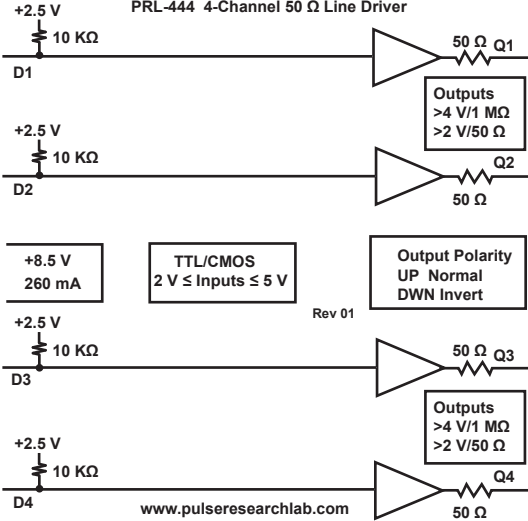 PRL-444 4-Channel 50 Ω Line Driver
+2.5 V
10 KΩ
D1
50 Ω
Q1
Outputs
>4 V/1 MΩ
>2 V/50 Ω
+2.5 V
10 KΩ
D2
Q2
50 Ω
+8.5 V
260 mA
TTL/CMOS
2 V ≤ Inputs ≤ 5 V
Output Polarity
UP Normal
DWN Invert
Rev 01
+2.5 V
10 KΩ
D3
50 Ω
Q3
Outputs
>4 V/1 MΩ
>2 V/50 Ω
+2.5 V
10 KΩ
D4
Q4
50 Ω
www.pulseresearchlab.com